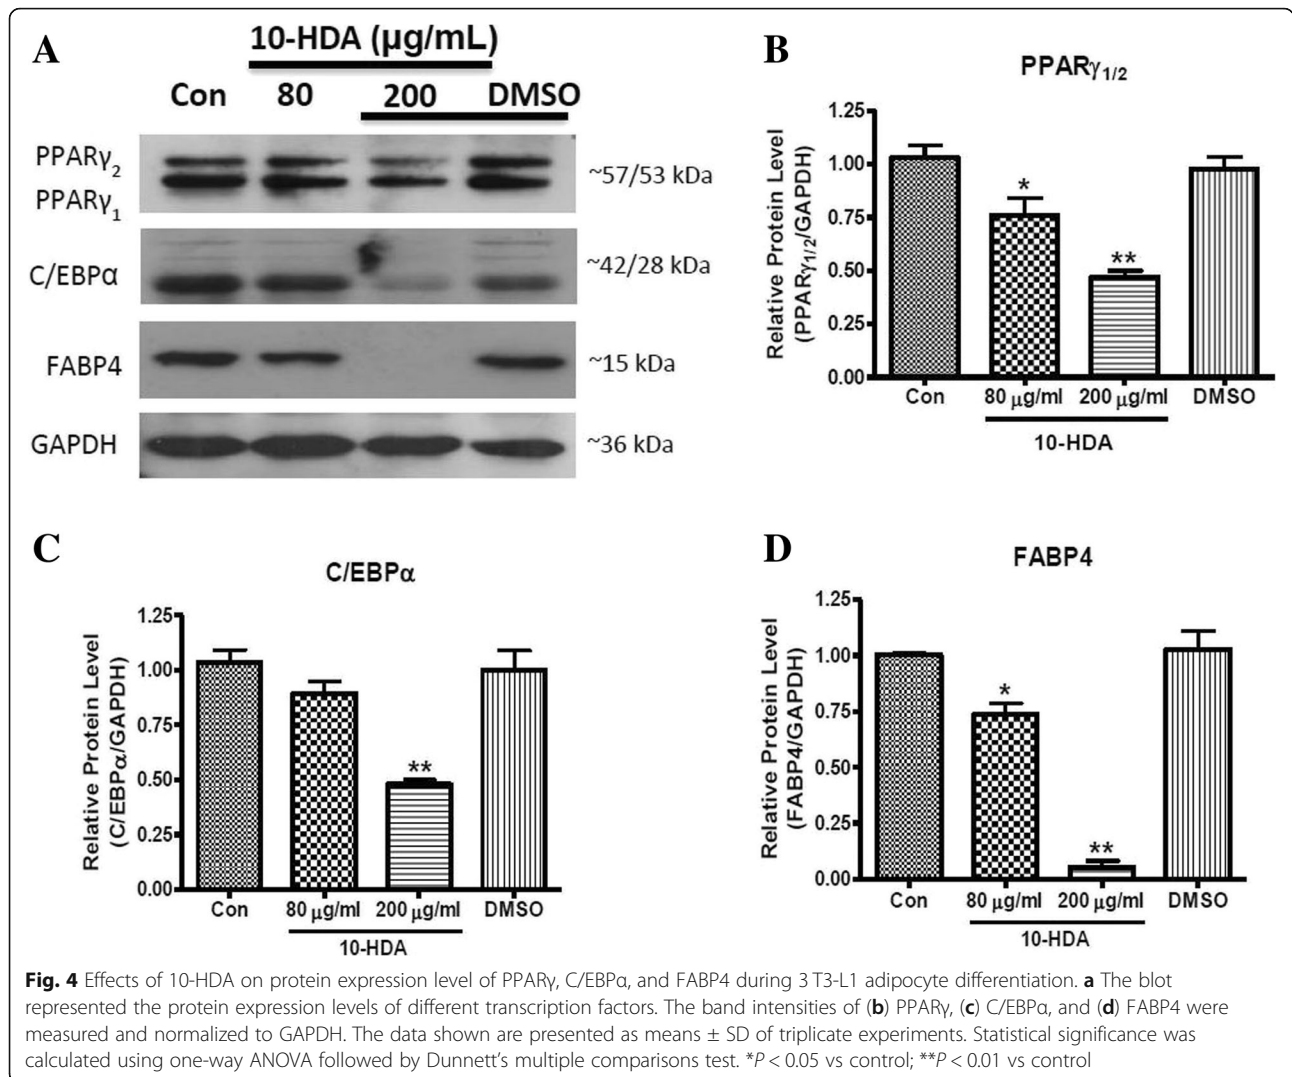 A
10-HDA (µg/mL)
Con 80 200 DMSO
PPARγ2
PPARγ1
~57/53 kDa
C/EBPα
~42/28 kDa
FABP4
~15 kDa
GAPDH
~36 kDa
B
PPARγ1/2
Relative Protein Level
(PPARγ1/2/GAPDH)
1.25
1.00
0.75
0.50
0.25
0.00
*
**
Con 80 µg/ml 200 µg/ml DMSO
10-HDA
C
C/EBPα
Relative Protein Level
(C/EBPα/GAPDH)
1.25
1.00
0.75
0.50
0.25
0.00
**
Con 80 µg/ml 200 µg/ml DMSO
10-HDA
D
FABP4
Relative Protein Level
(FABP4/GAPDH)
1.25
1.00
0.75
0.50
0.25
0.00
*
**
Con 80 µg/ml 200 µg/ml DMSO
10-HDA
Fig. 4 Effects of 10-HDA on protein expression level of PPARγ, C/EBPα, and FABP4 during 3 T3-L1 adipocyte differentiation. a The blot
represented the protein expression levels of different transcription factors. The band intensities of (b) PPARγ, (c) C/EBPα, and (d) FABP4 were
measured and normalized to GAPDH. The data shown are presented as means ± SD of triplicate experiments. Statistical significance was
calculated using one-way ANOVA followed by Dunnett's multiple comparisons test. *P < 0.05 vs control; **P < 0.01 vs control